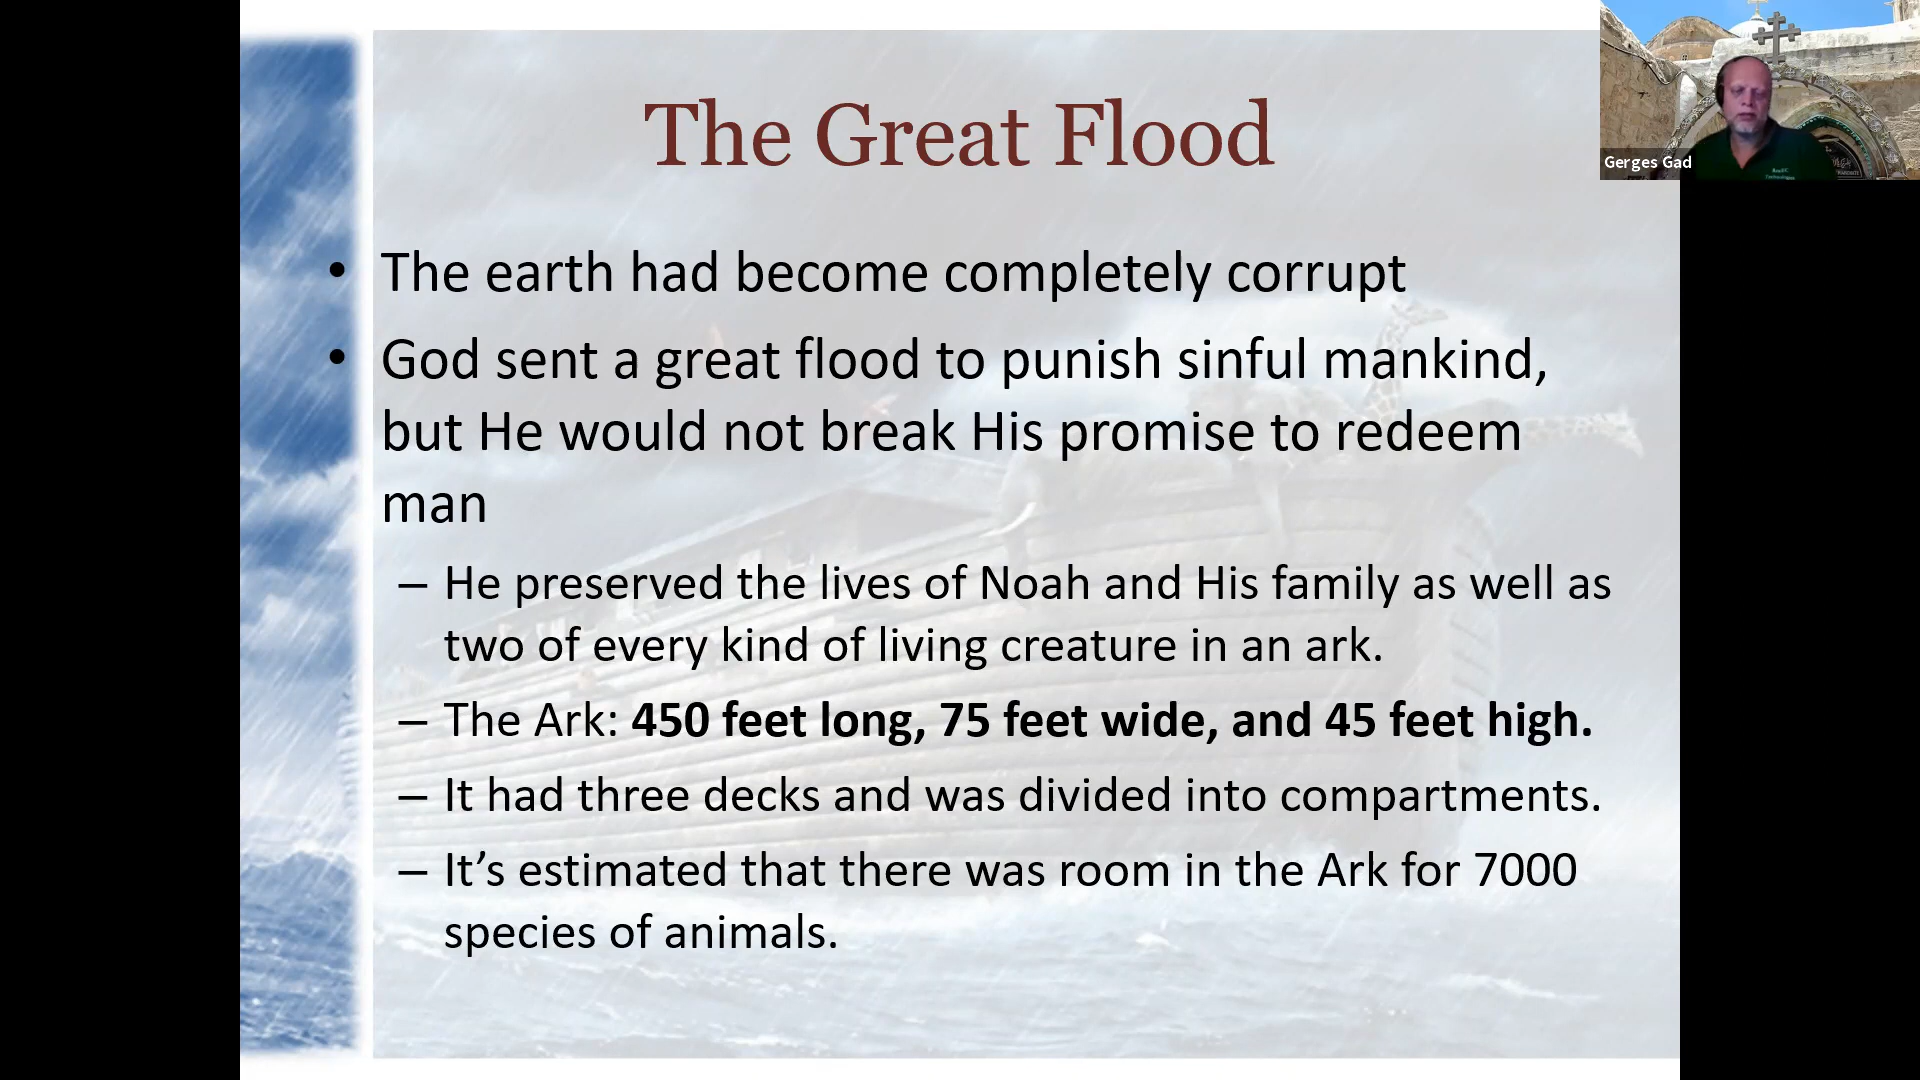 The Great Flood
Gerges Gad
• The earth had become completely corrupt
• God sent a great flood to punish sinful mankind,
but He would not break His promise to redeem
man
– He preserved the lives of Noah and His family as well as
two of every kind of living creature in an ark.
– The Ark: 450 feet long, 75 feet wide, and 45 feet high.
– It had three decks and was divided into compartments.
– It’s estimated that there was room in the Ark for 7000
species of animals.